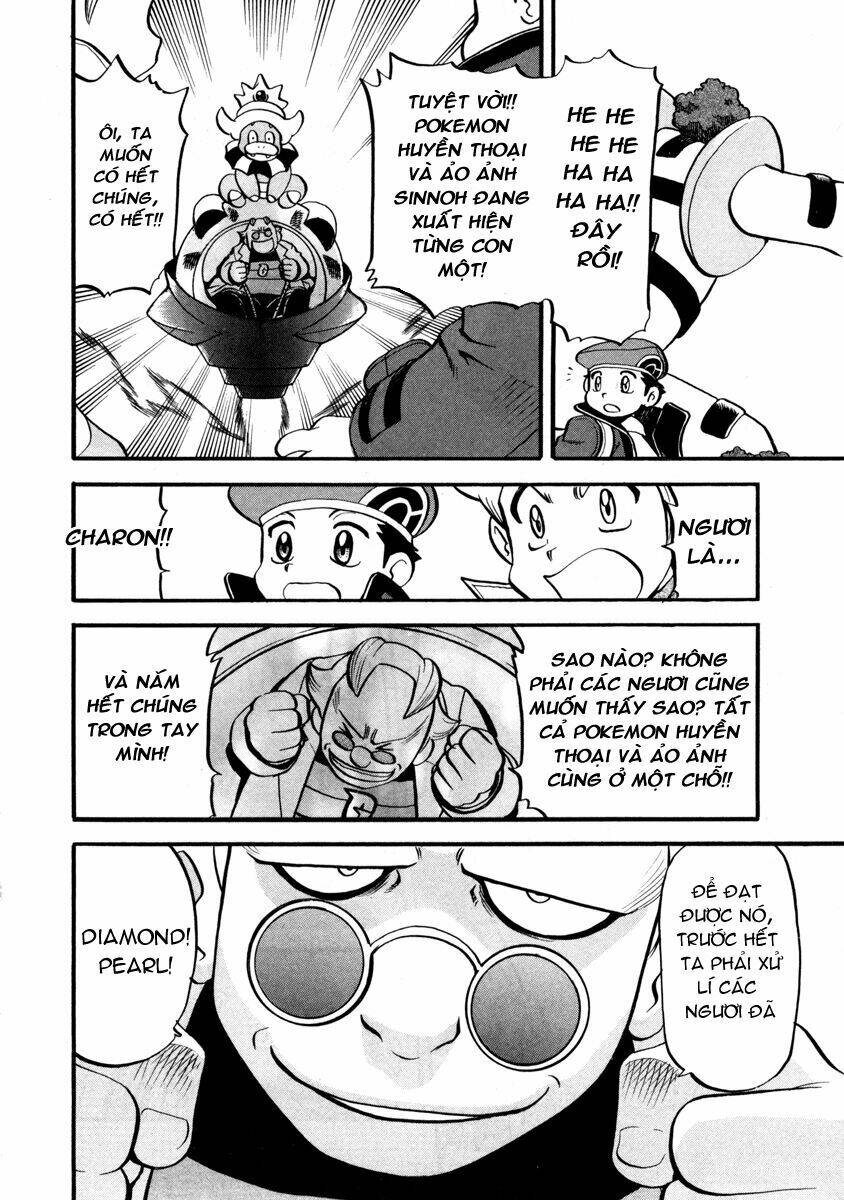 HE HE
HE HE
HA HA
HA HA!!
ĐÂY
RỒI!
TUYỆT VỜI!!
POKEMON
HUYỀN THOẠI
VÀ ẢO ẢNH
SINNOH ĐANG
XUẤT HIỆN
TỪNG CON
MỘT!
ÔI, TA
MUỐN
CÓ HẾT
CHÚNG,
CÓ HẾT!!
NGƯƠI
LÀ...
CHARON!!
SAO NÀO? KHÔNG
PHẢI CÁC NGƯƠI CŨNG
MUỐN THẤY SAO? TẤT
CẢ POKEMON HUYỀN
THOẠI VÀ ẢO ẢNH
CÙNG Ở MỘT CHỖ!!
VÀ NẮM
HẾT CHÚNG
TRONG TAY
MÌNH!
ĐỂ ĐẠT
ĐƯỢC NÓ,
TRƯỚC HẾT
TA PHẢI XỬ
LÍ CÁC
NGƯƠI ĐÃ
DIAMOND!
PEARL!